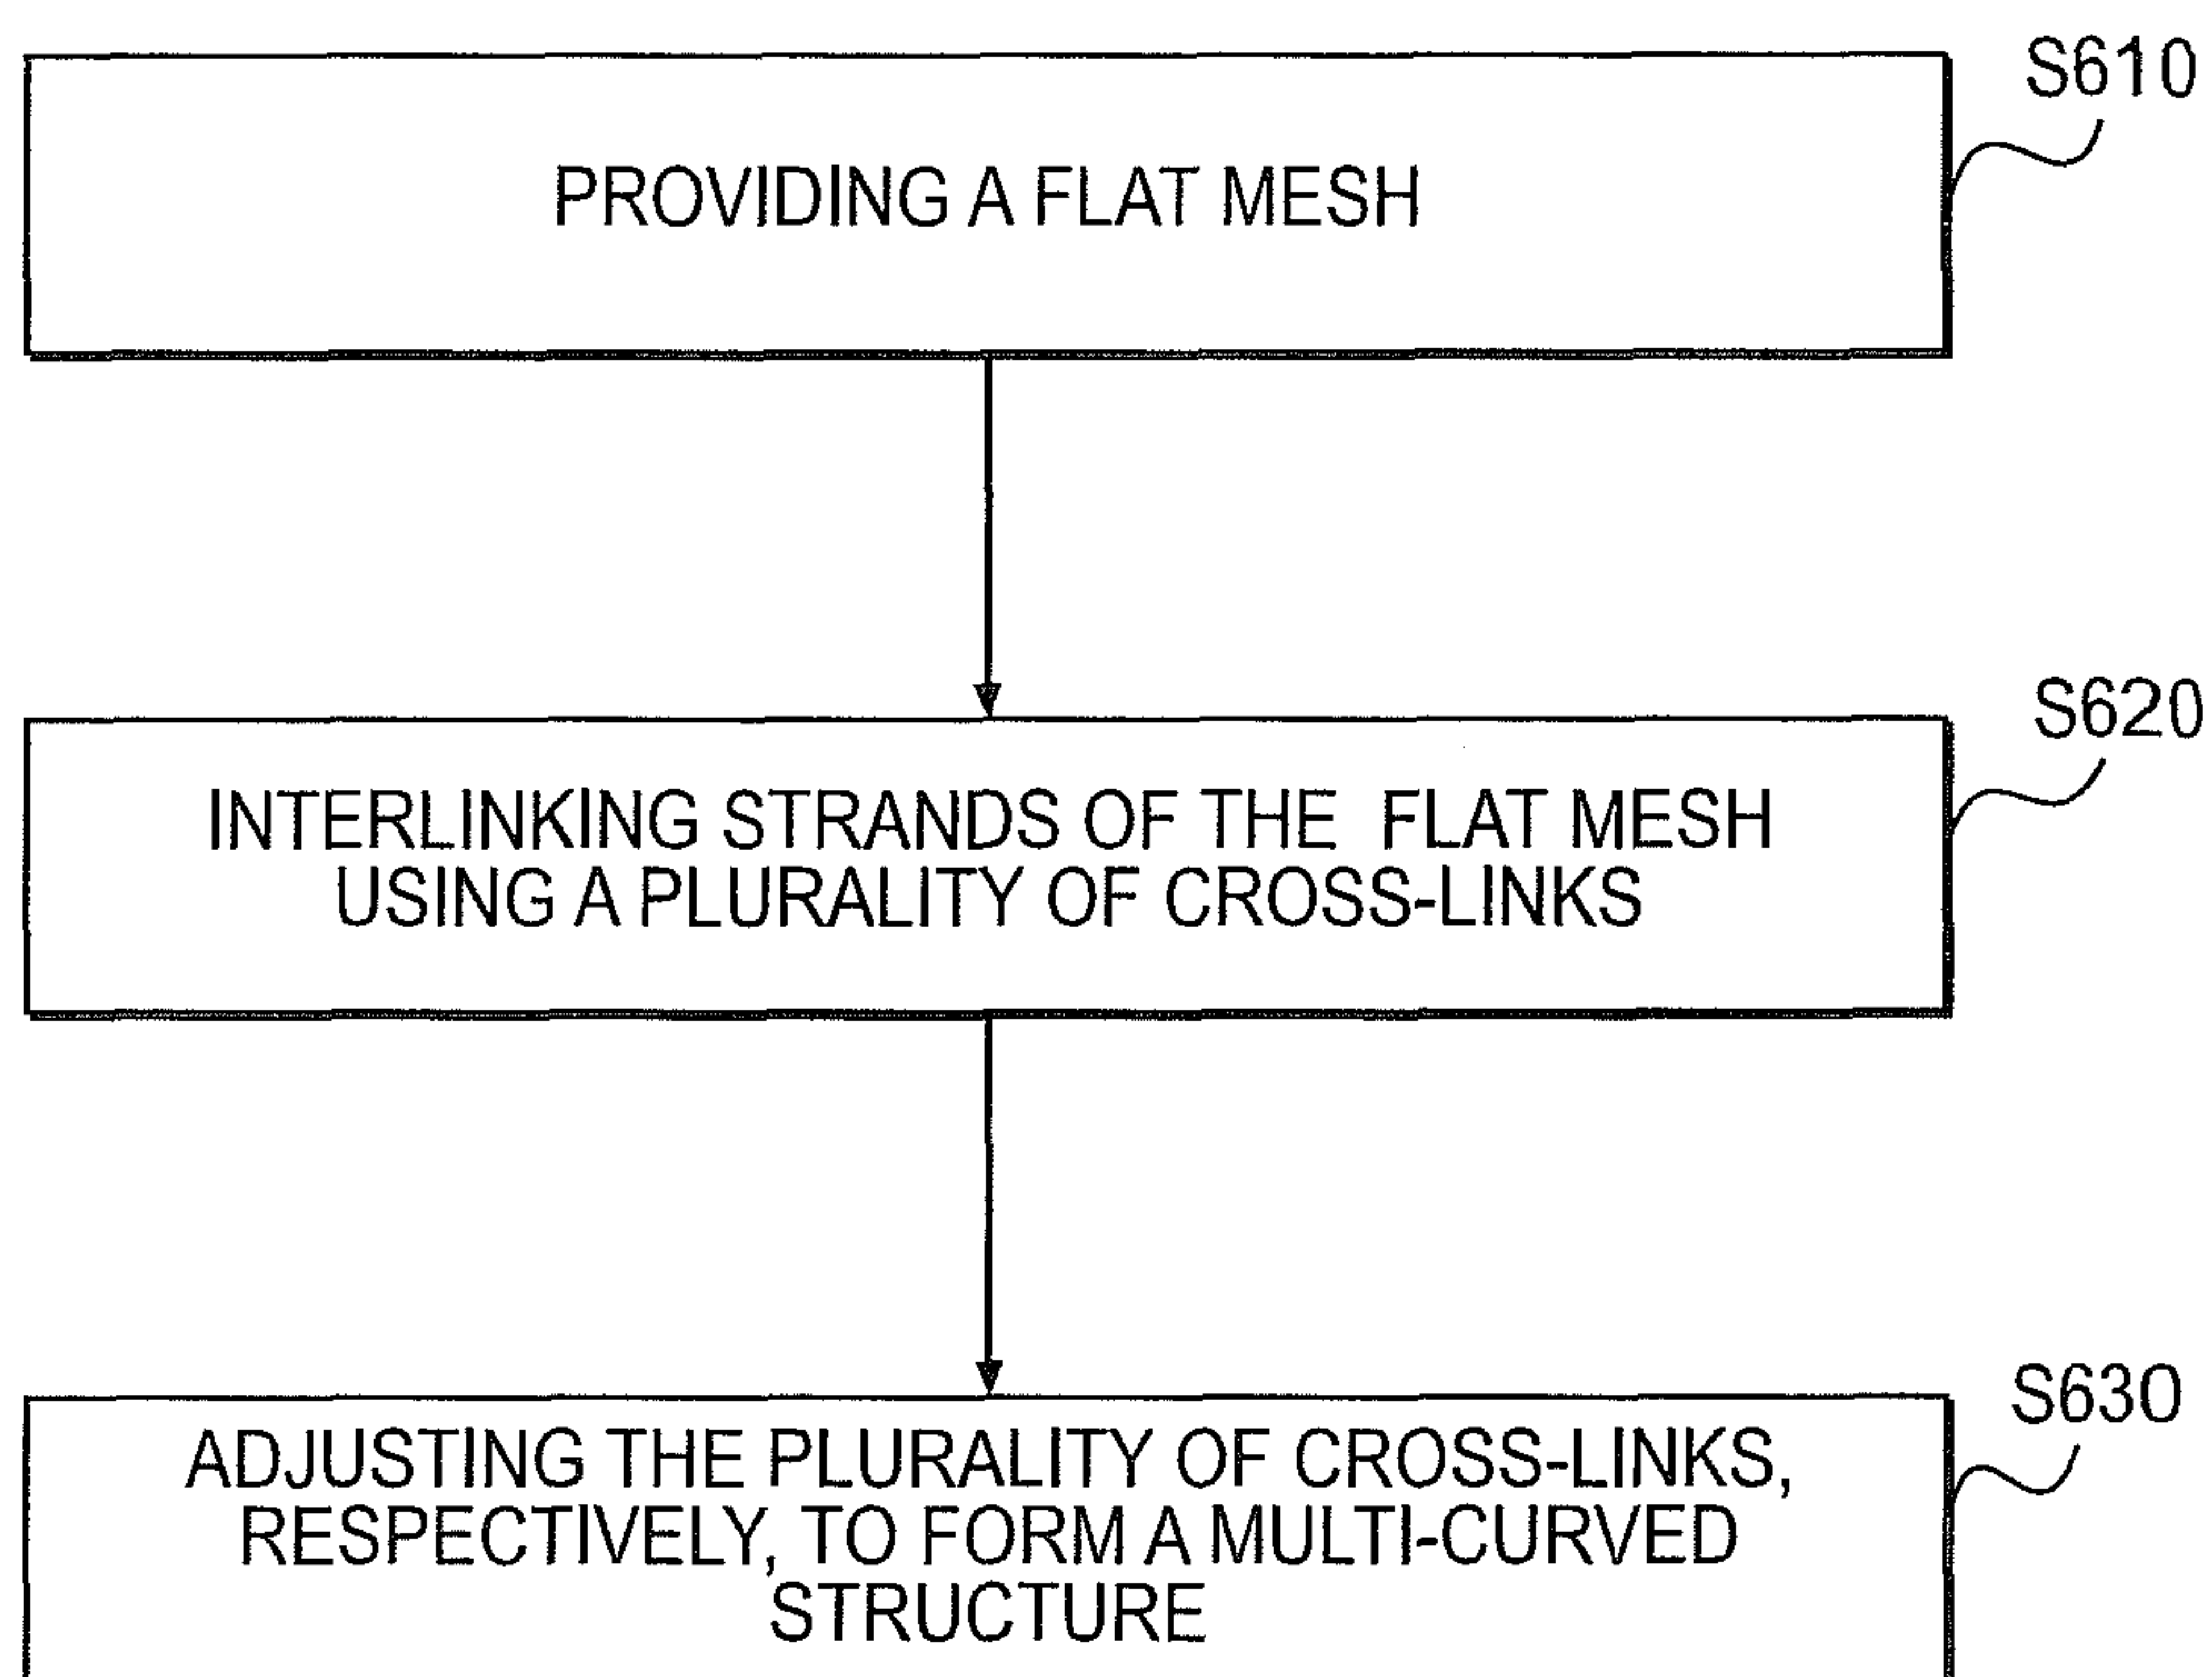 S610
PROVIDING A FLAT MESH
S620
INTERLINKING STRANDS OF THE FLAT MESH
USING A PLURALITY OF CROSS-LINKS
S630
ADJUSTING THE PLURALITY OF CROSS-LINKS,
RESPECTIVELY, TO FORM A MULTI-CURVED
STRUCTURE